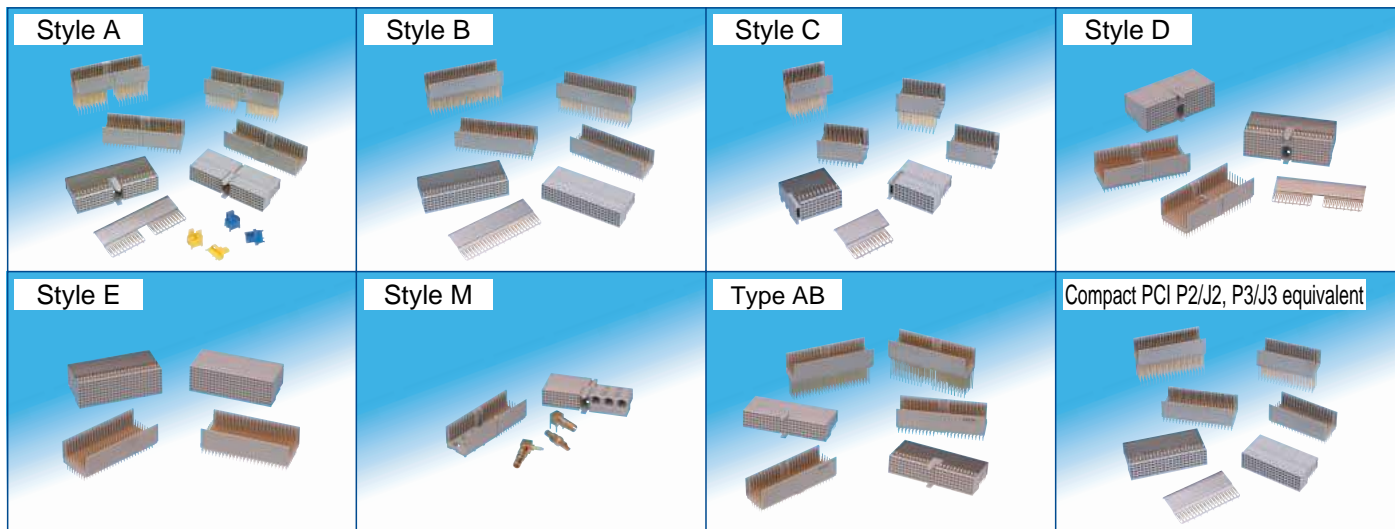 Style A
Style B
Style C
Style D
Style E
Style M
Type AB
Compact PCI P2/J2, P3/J3 equivalent